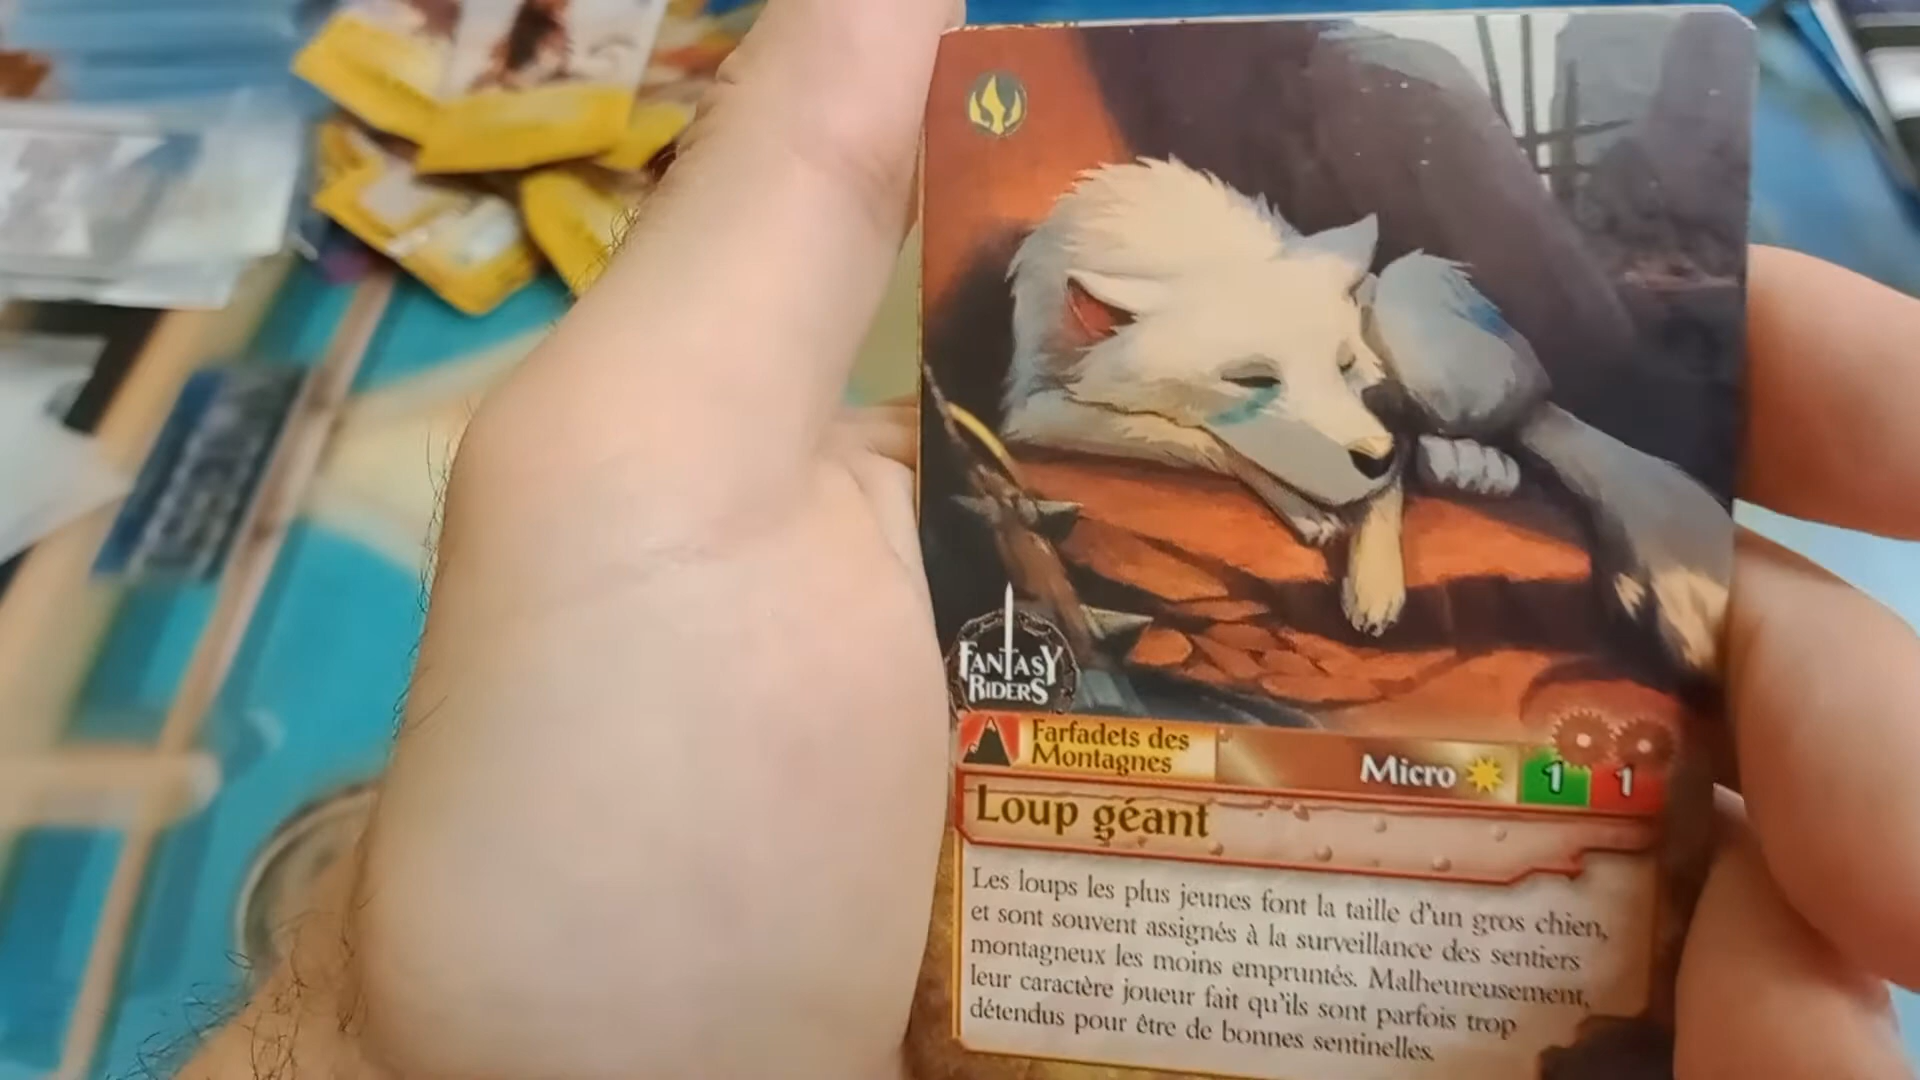 FANTASY
RIDERS
Farfadets des
Montagnes
Micro
1
1
Loup géant
Les loups les plus jeunes font la taille d'un gros chien,
et sont souvent assignés à la surveillance des sentiers
montagneux les moins empruntés. Malheureusement,
leur caractère joueur fait qu'ils sont parfois trop
détendus pour être de bonnes sentinelles.